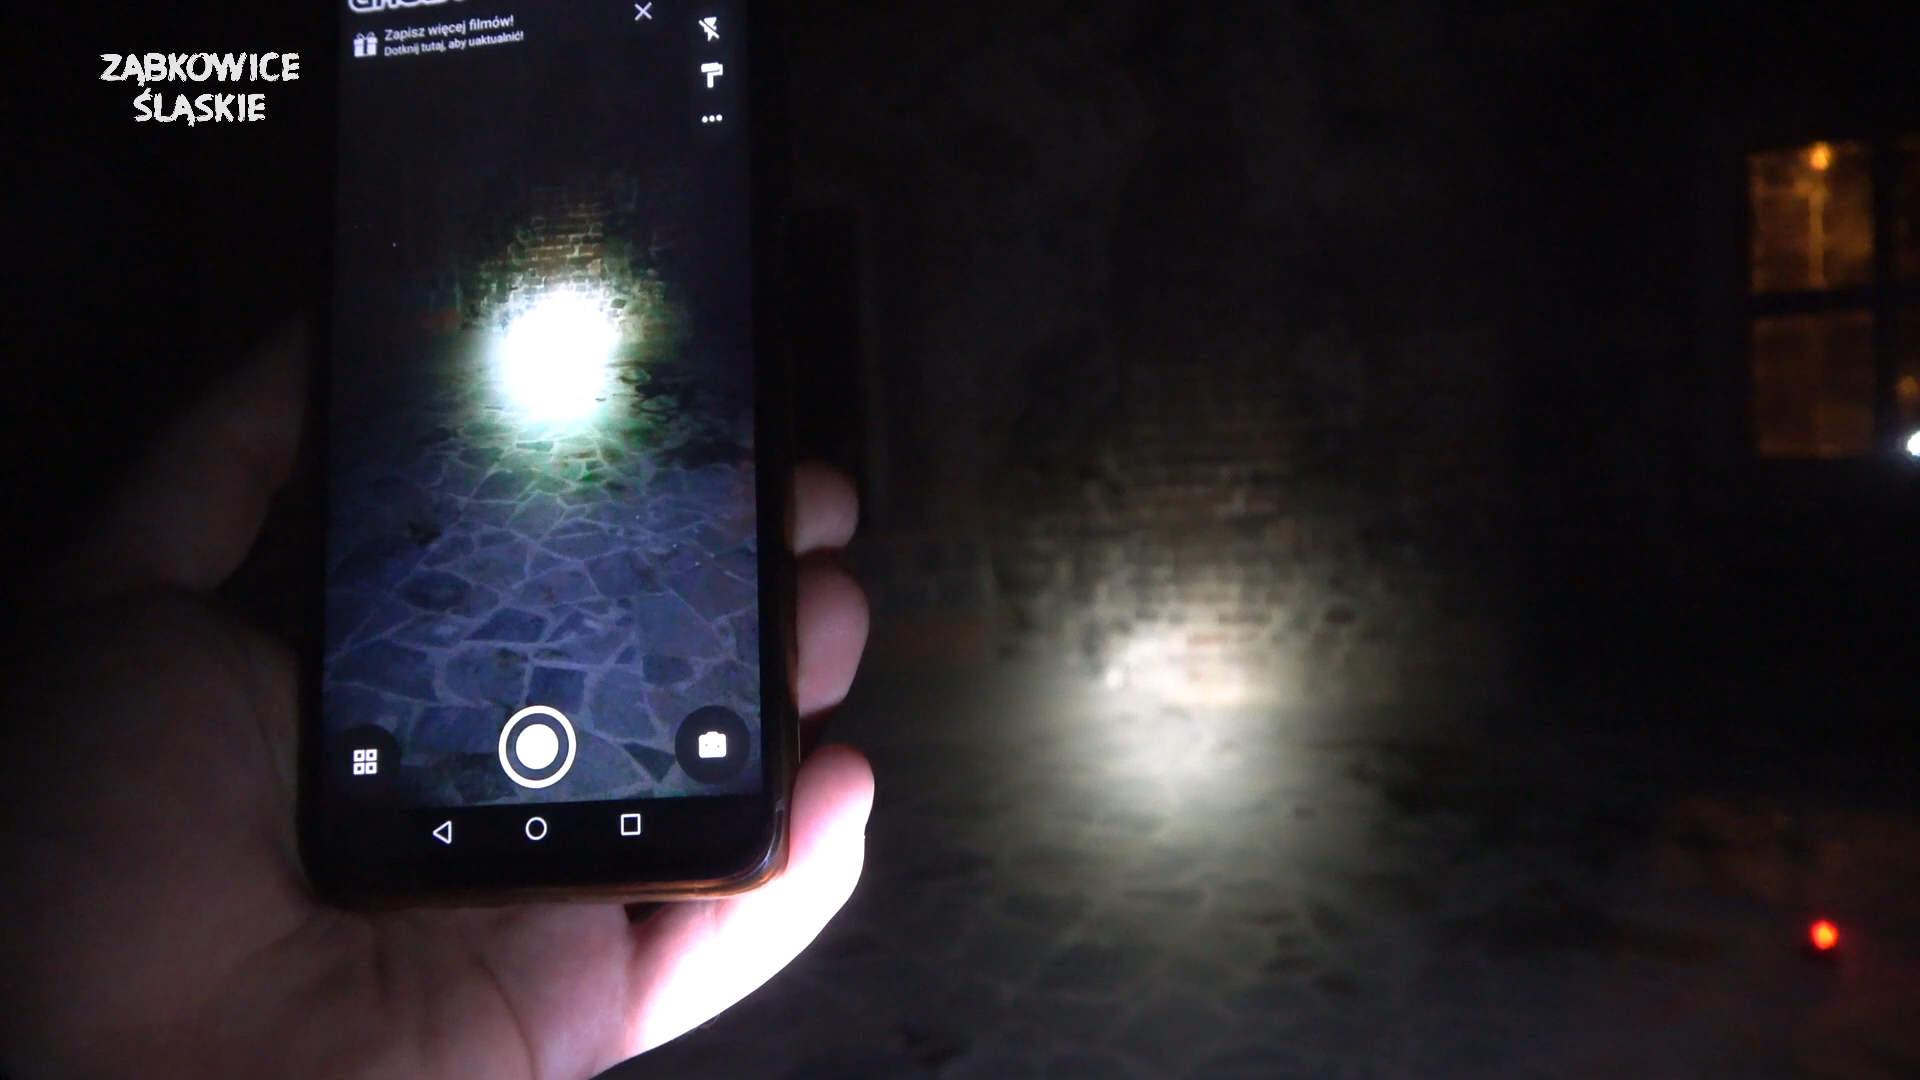 ZĄBKOWICE
ŚLĄSKIE
Zapisz więcej filmów!
Dotknij tutaj, aby uaktualnić!